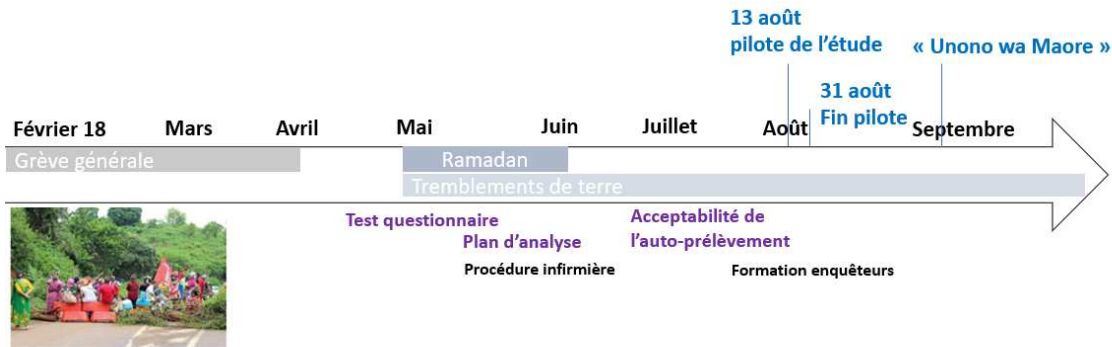 13 août
pilote de l'étude
« Unono wa Maore »
31 août
Fin pilote
Février 18 Mars Avril Mai Juin Juillet Août Septembre
Grève générale
Ramadan
Tremblements de terre
Test questionnaire
Plan d'analyse
Procédure infirmière
Acceptabilité de
l'auto-prélèvement
Formation enquêteurs